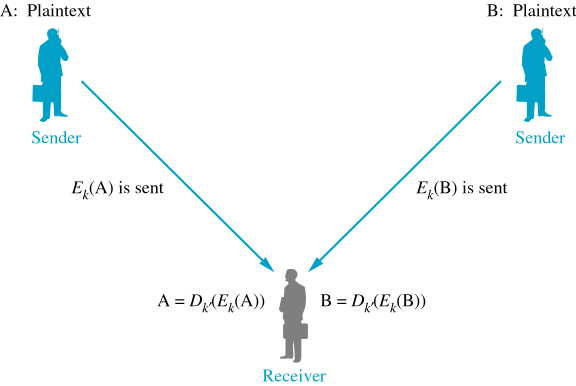 A: Plaintext
B: Plaintext
Sender
Sender
Eₖ(A) is sent
Eₖ(B) is sent
A = Dₖ′(Eₖ(A))
B = Dₖ′(Eₖ(B))
Receiver